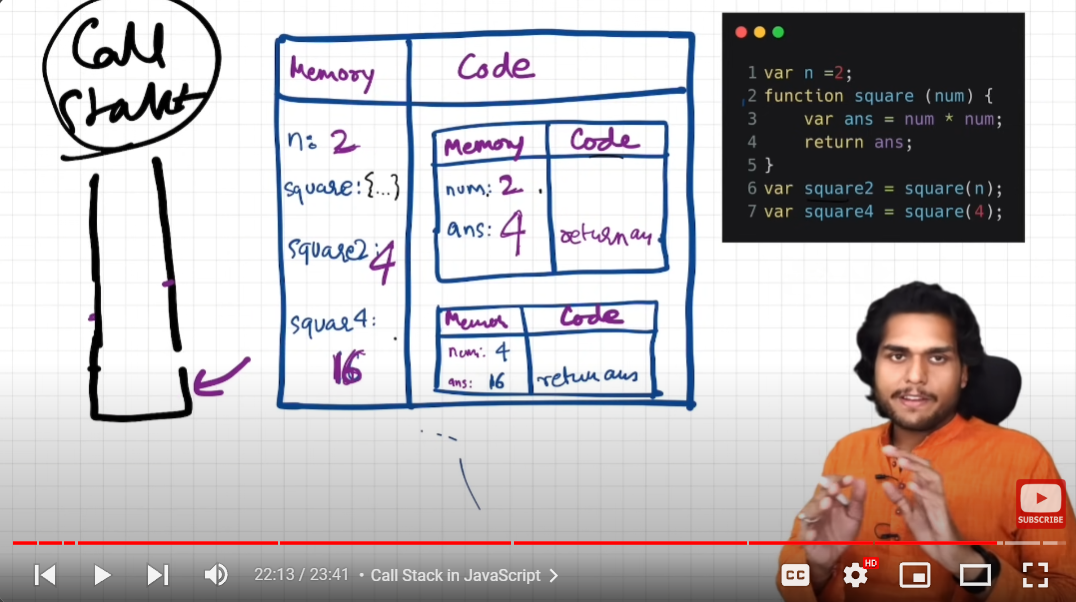 Call
Stack
Memory
Code
n: 2
square:{...}
square2: 4
squar4:
16
Memory
Code
num: 2
ans: 4
return an
Code
num: 4
ans: 16
return ans
1 var n =2;
2 function square (num) {
3 var ans = num * num;
4 return ans;
5 }
6 var square2 = square(n);
7 var square4 = square(4);
SUBSCRIBE
22:13 / 23:41 • Call Stack in JavaScript
CC
HD